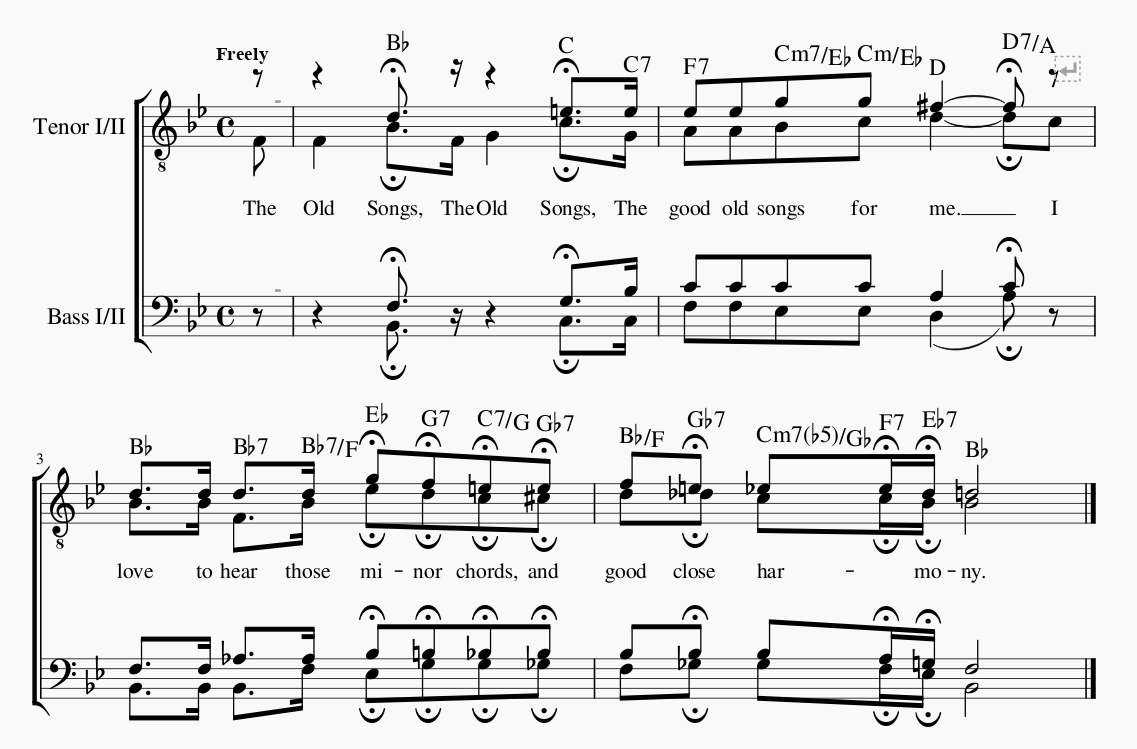 Freely
B♭ C C7 F7 Cm7/E♭ Cm/E♭ D D7/A
Tenor I/II
8
The Old Songs, The Old Songs, The good old songs for me. I
Bass I/II
B♭ B♭7 B♭7/F E♭ G7 C7/G G♭7 B♭/F G♭7 Cm7(♭5)/G♭ F7 E♭7 B♭
3
8
love to hear those mi - nor chords, and good close har - mo - ny.